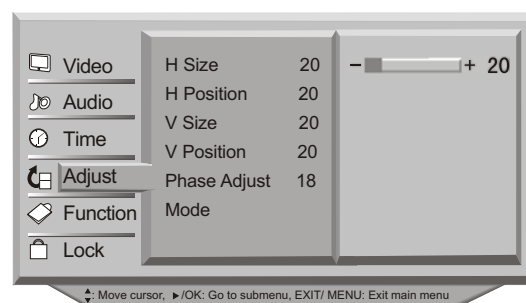 Video
Audio
Time
Adjust
Function
Lock
H Size 20
H Position 20
V Size 20
V Position 20
Phase Adjust 18
Mode
- + 20
: Move cursor, ▶/OK: Go to submenu, EXIT/ MENU: Exit main menu